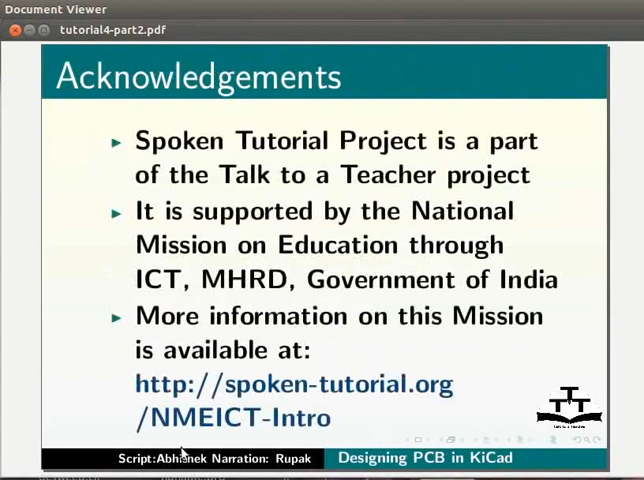 Document Viewer
tutorial4-part2.pdf
Acknowledgements
Spoken Tutorial Project is a part
of the Talk to a Teacher project
It is supported by the National
Mission on Education through
ICT, MHRD, Government of India
More information on this Mission
is available at:
http://spoken-tutorial.org
/NMEICT-Intro
Script:Abhishek Narration: Rupak
Designing PCB in KiCad